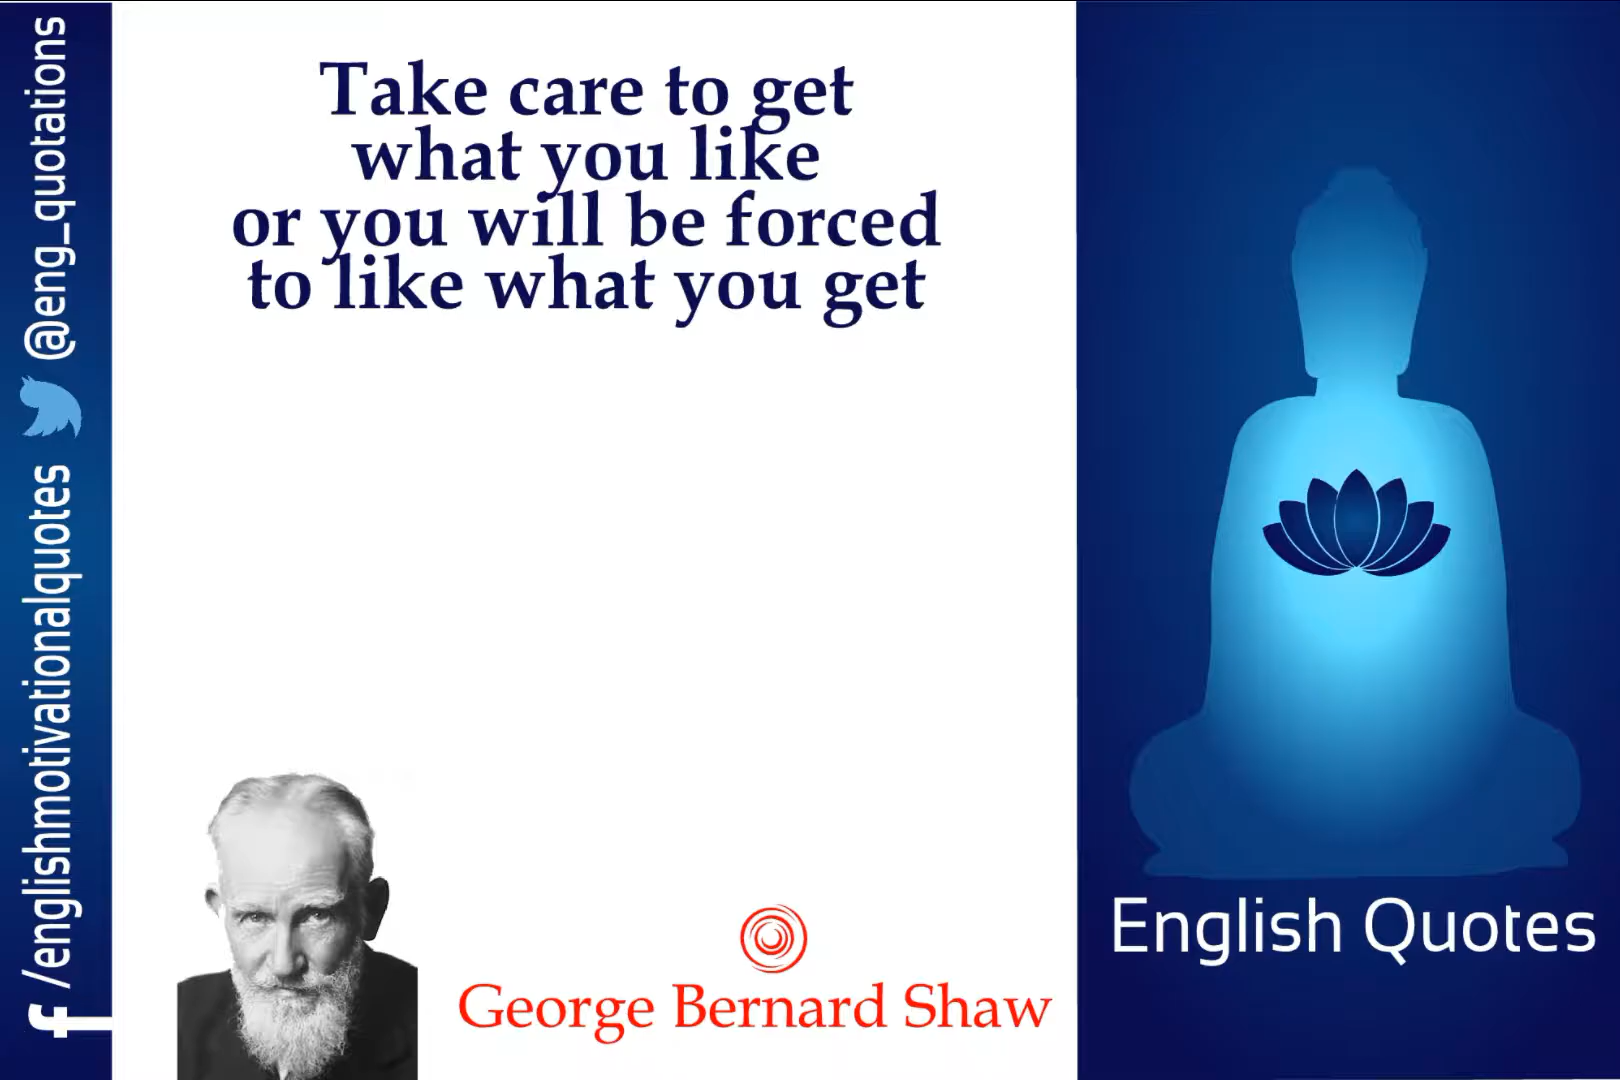 Take care to get
what you like
or you will be forced
to like what you get
George Bernard Shaw
English Quotes
f /englishmotivationalquotes @eng_quotations